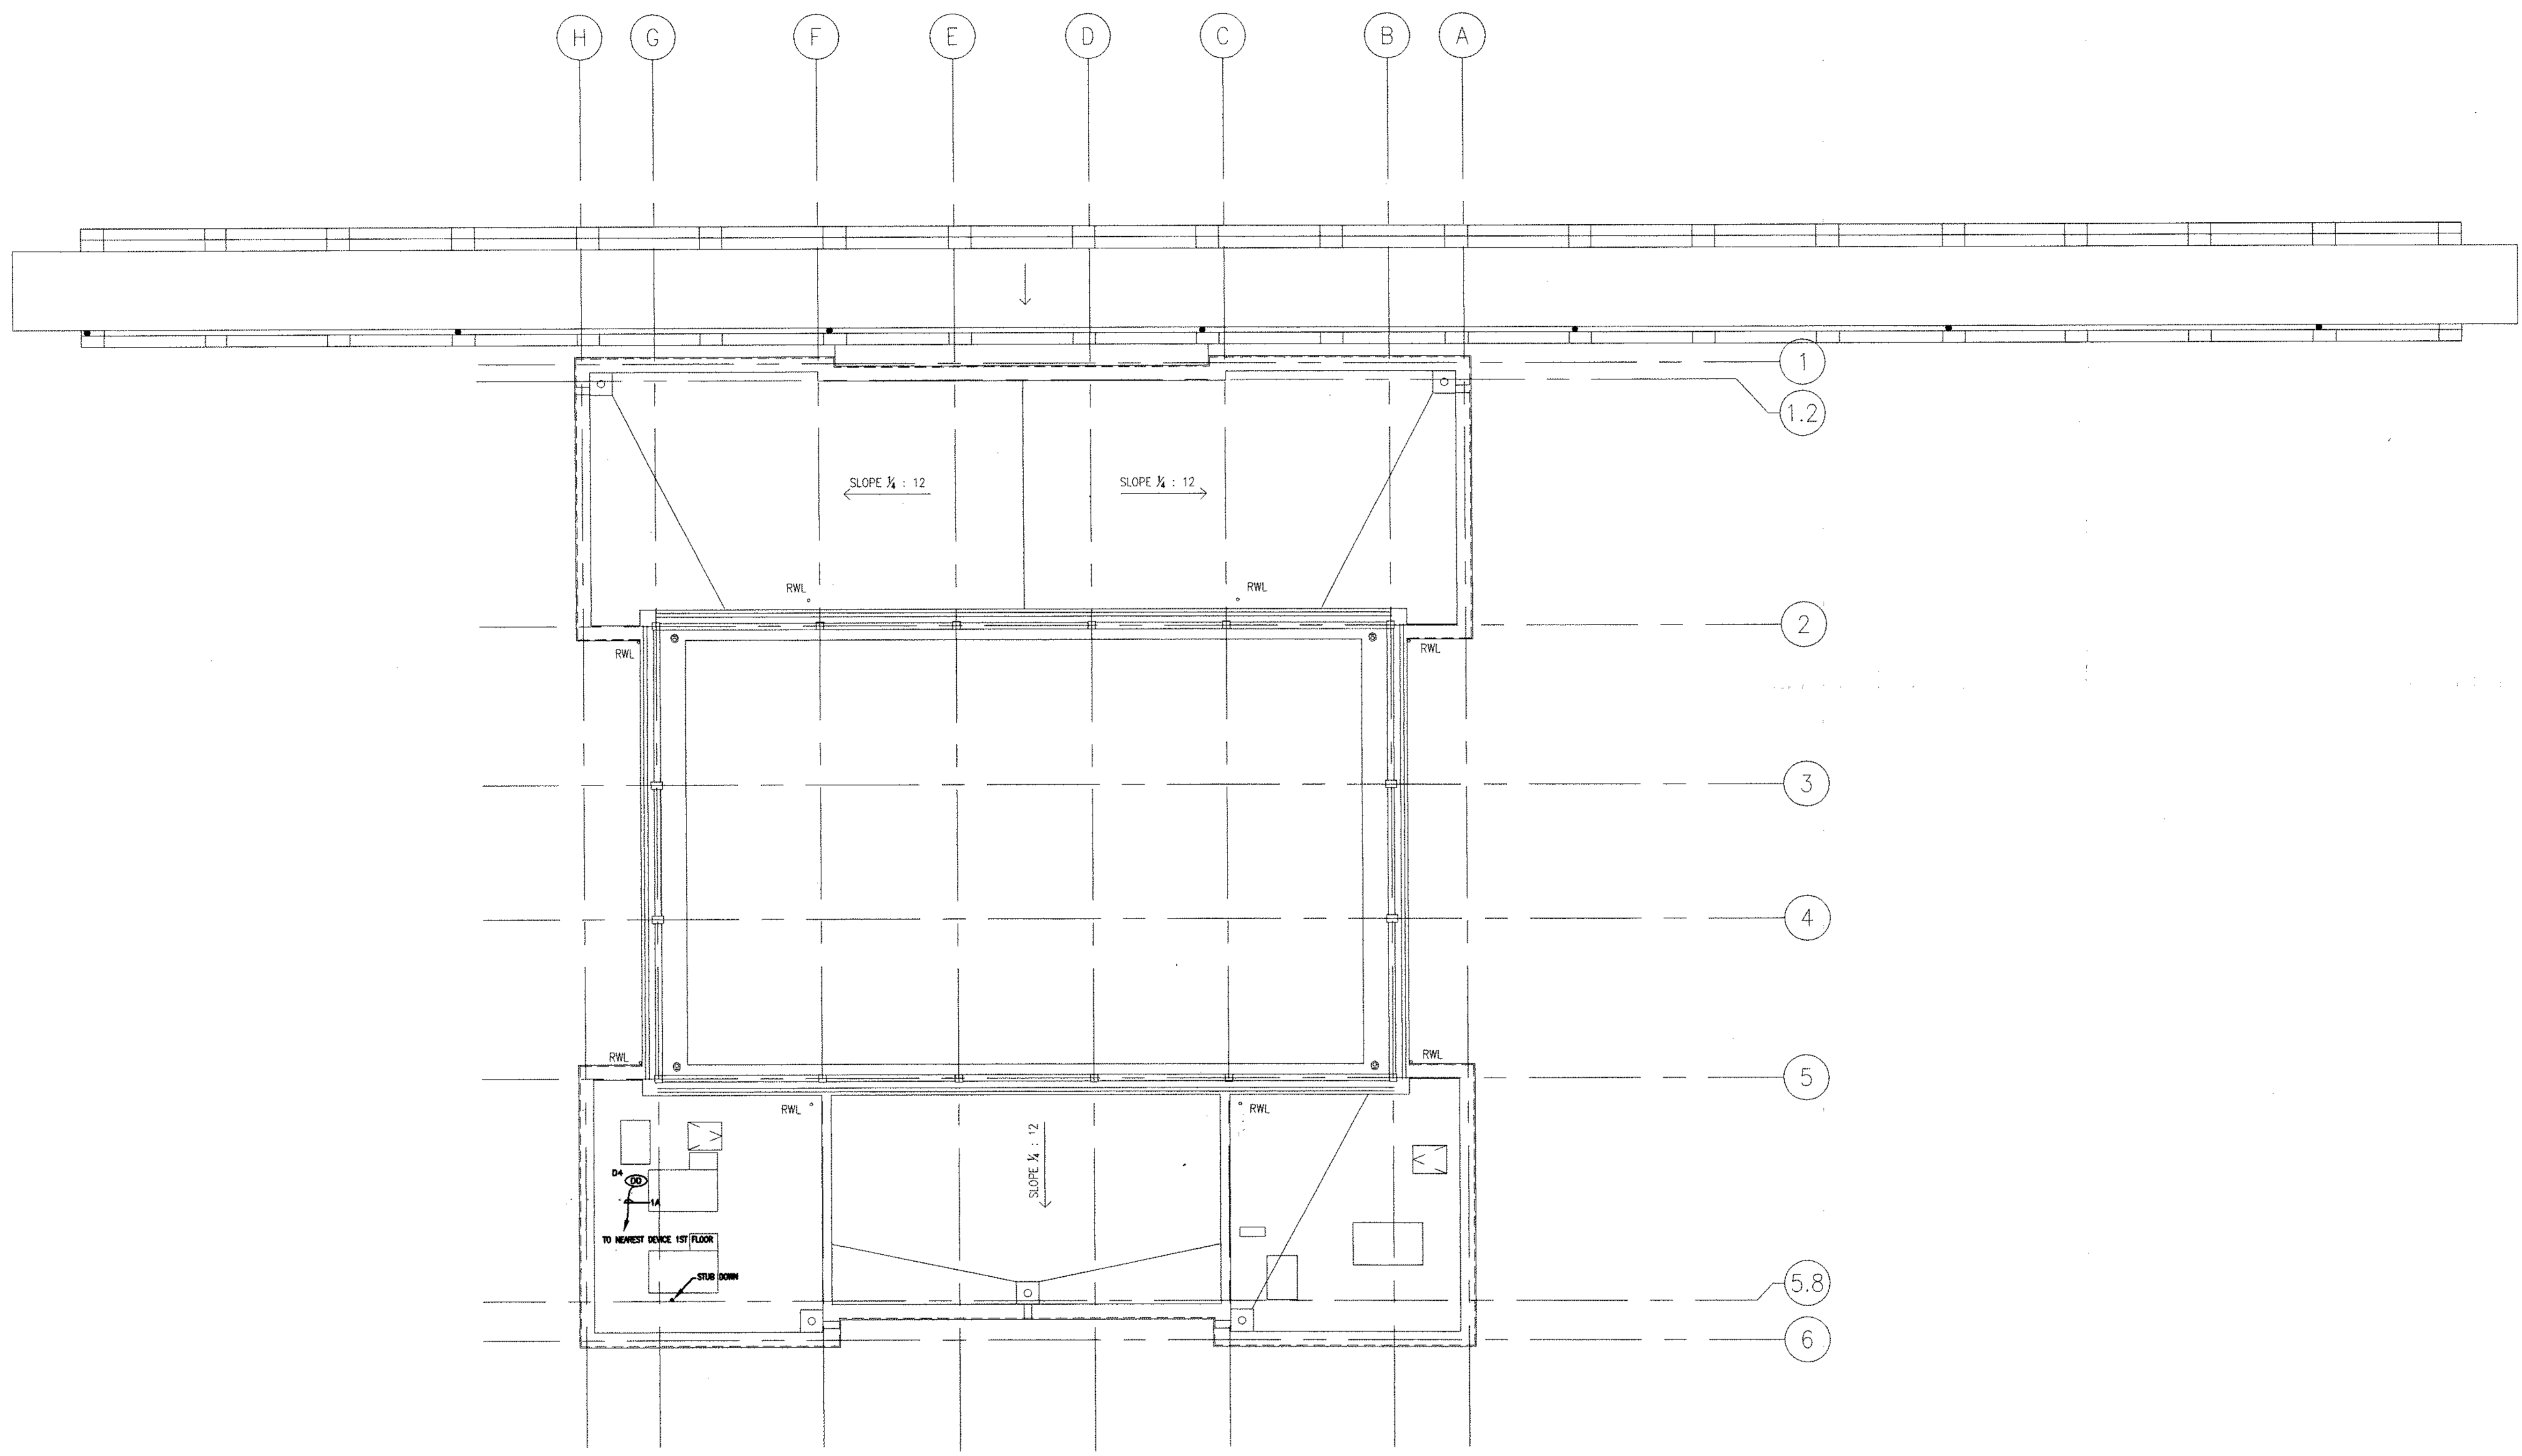 H G F E D C B A
1
1.2
SLOPE ¼ : 12
SLOPE ¼ : 12
RWL
RWL
2
RWL
RWL
3
4
RWL
RWL
5
RWL
RWL
SLOPE ¼ : 12
D4
DD
1A
TO NEAREST DEVICE 1ST FLOOR
STUB DOWN
5.8
6